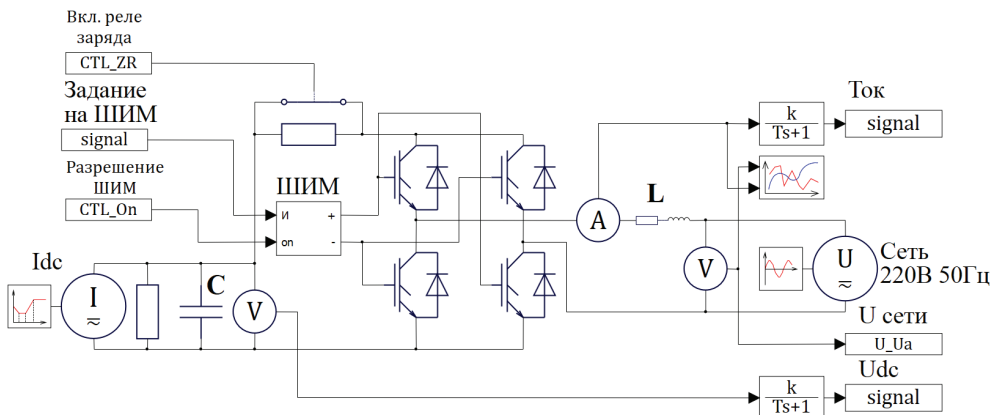 Вкл. реле
заряда
CTL_ZR
Задание
на ШИМ
signal
Разрешение
ШИМ
CTL_On
ШИМ
И +
on -
Idc
I
C
V
A
L
V
U
Сеть
220В 50Гц
Ток
k
Ts+1
signal
U сети
U_Ua
Udc
k
Ts+1
signal